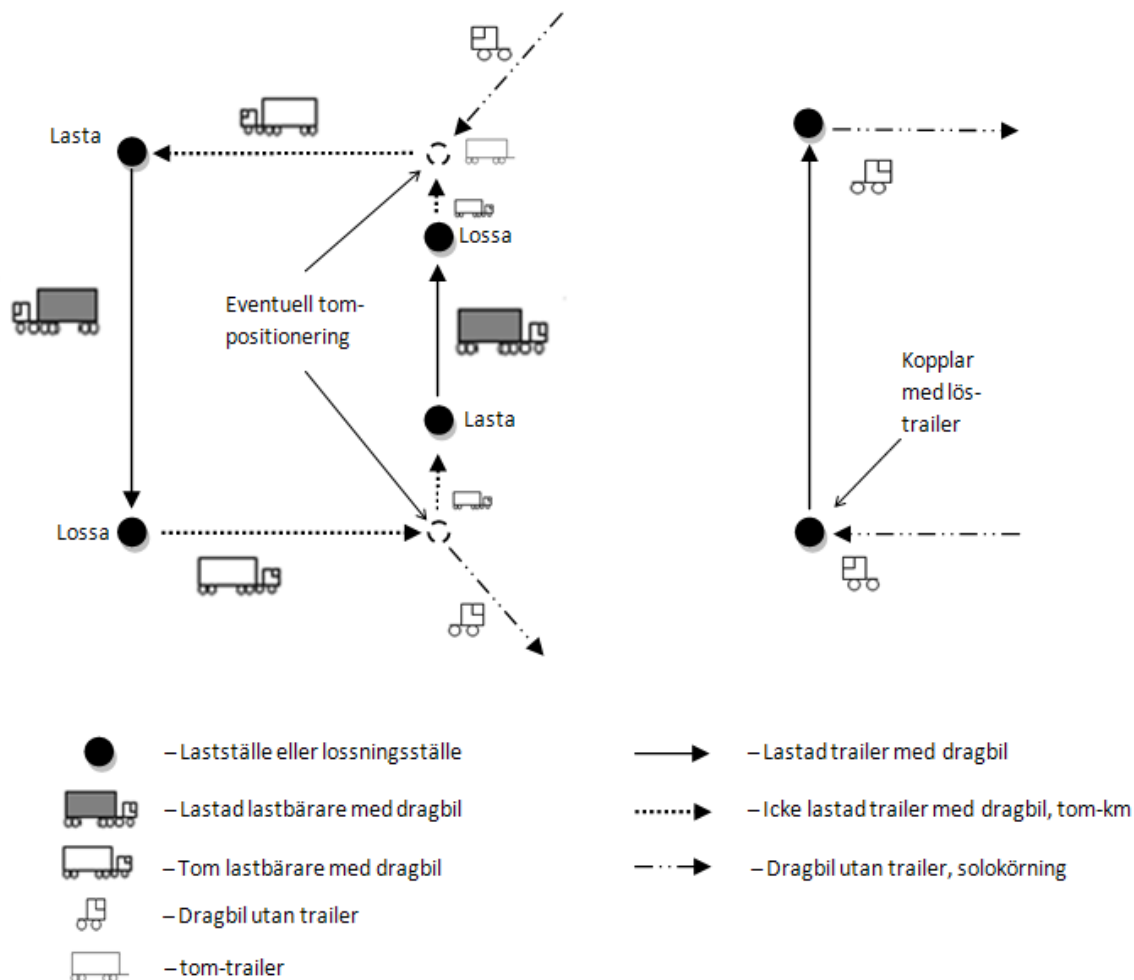 Lasta
Lossa
Eventuell tom-
positionering
Lasta
Lossa
Kopplar
med lös-
trailer
– Lastställe eller lossningsställe
– Lastad lastbärare med dragbil
– Tom lastbärare med dragbil
– Dragbil utan trailer
– tom-trailer
– Lastad trailer med dragbil
– Icke lastad trailer med dragbil, tom-km
– Dragbil utan trailer, solokörning